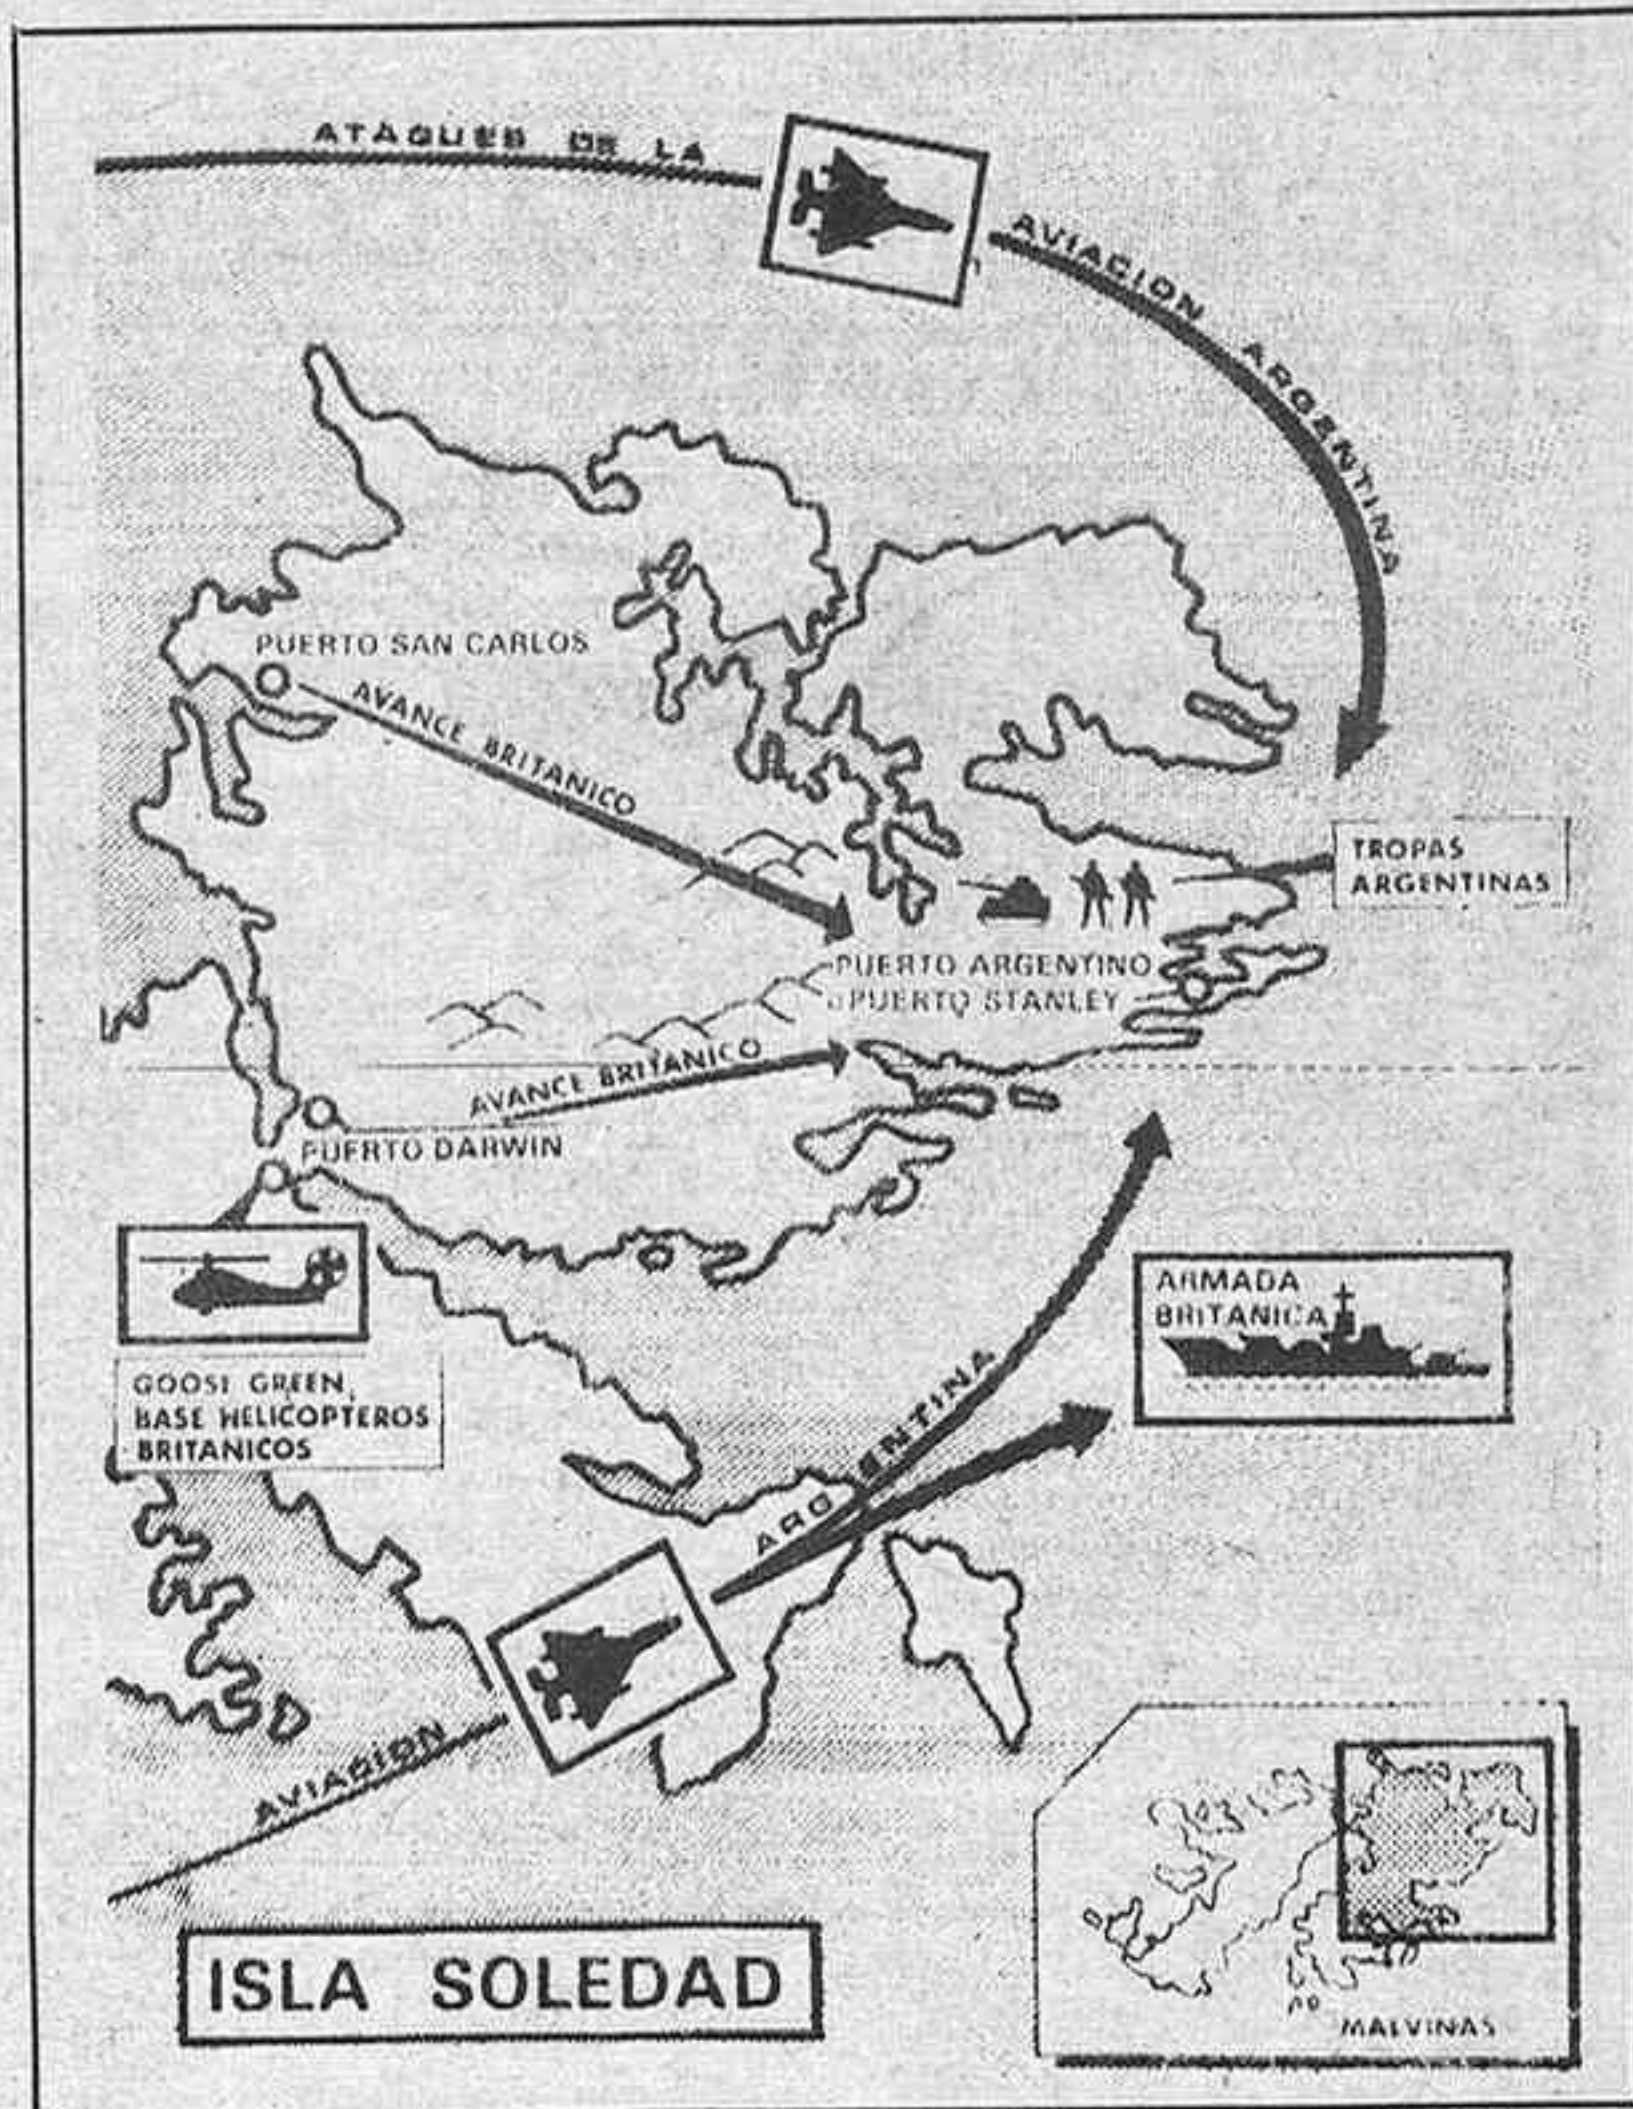 ATAQUES DE LA
AVIACION ARGENTINA
PUERTO SAN CARLOS
AVANCE BRITANICO
TROPAS
ARGENTINAS
PUERTO ARGENTINO
o PUERTO STANLEY
AVANCE BRITANICO
PUERTO DARWIN
ARMADA
BRITANICA
GOOSE GREEN,
BASE HELICOPTEROS
BRITANICOS
AVIACION
ARGENTINA
ISLA SOLEDAD
MALVINAS